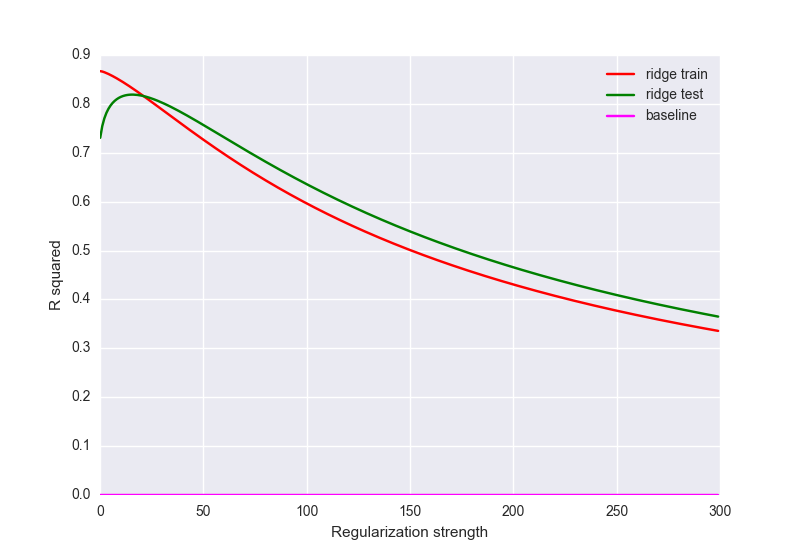 0.9
0.8
0.7
0.6
0.5
0.4
0.3
0.2
0.1
0.0
R squared
ridge train
ridge test
baseline
0 50 100 150 200 250 300
Regularization strength